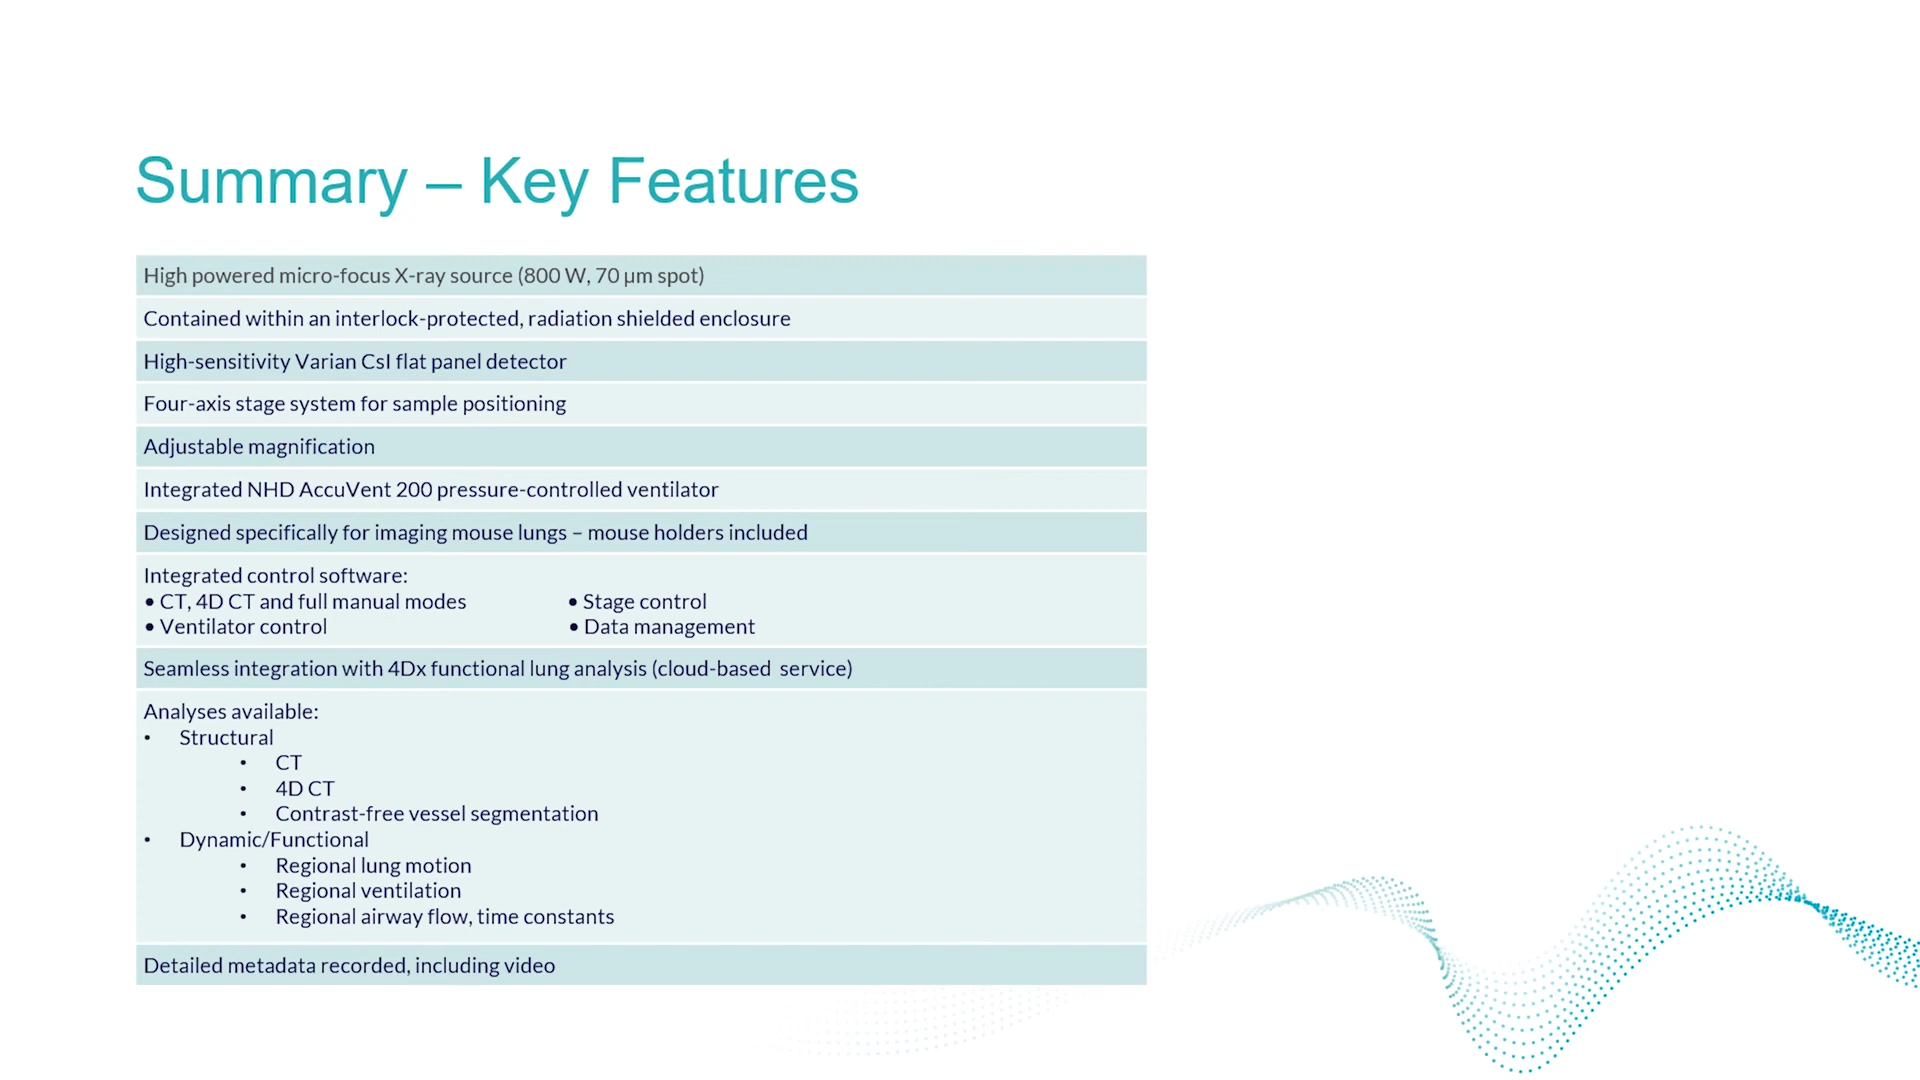 Summary – Key Features
High powered micro-focus X-ray source (800 W, 70 µm spot)
Contained within an interlock-protected, radiation shielded enclosure
High-sensitivity Varian CsI flat panel detector
Four-axis stage system for sample positioning
Adjustable magnification
Integrated NHD AccuVent 200 pressure-controlled ventilator
Designed specifically for imaging mouse lungs – mouse holders included
Integrated control software:
• CT, 4D CT and full manual modes • Stage control
• Ventilator control • Data management
Seamless integration with 4Dx functional lung analysis (cloud-based service)
Analyses available:
• Structural
• CT
• 4D CT
• Contrast-free vessel segmentation
• Dynamic/Functional
• Regional lung motion
• Regional ventilation
• Regional airway flow, time constants
Detailed metadata recorded, including video